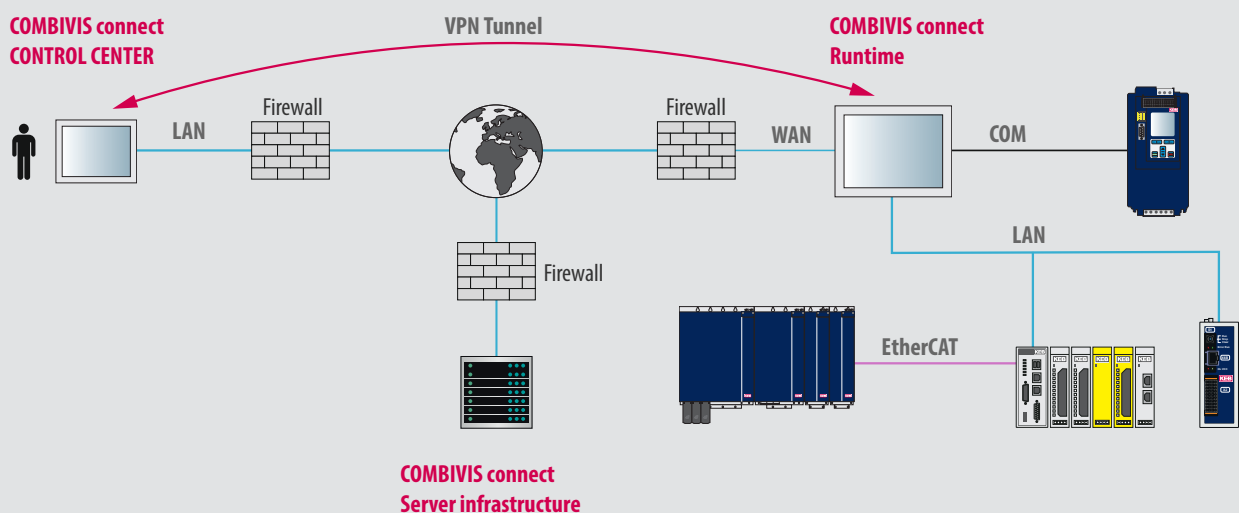 COMBIVIS connect
CONTROL CENTER
VPN Tunnel
COMBIVIS connect
Runtime
Firewall
LAN
Firewall
WAN
COM
Firewall
LAN
EtherCAT
KEB
COMBIVIS connect
Server infrastructure